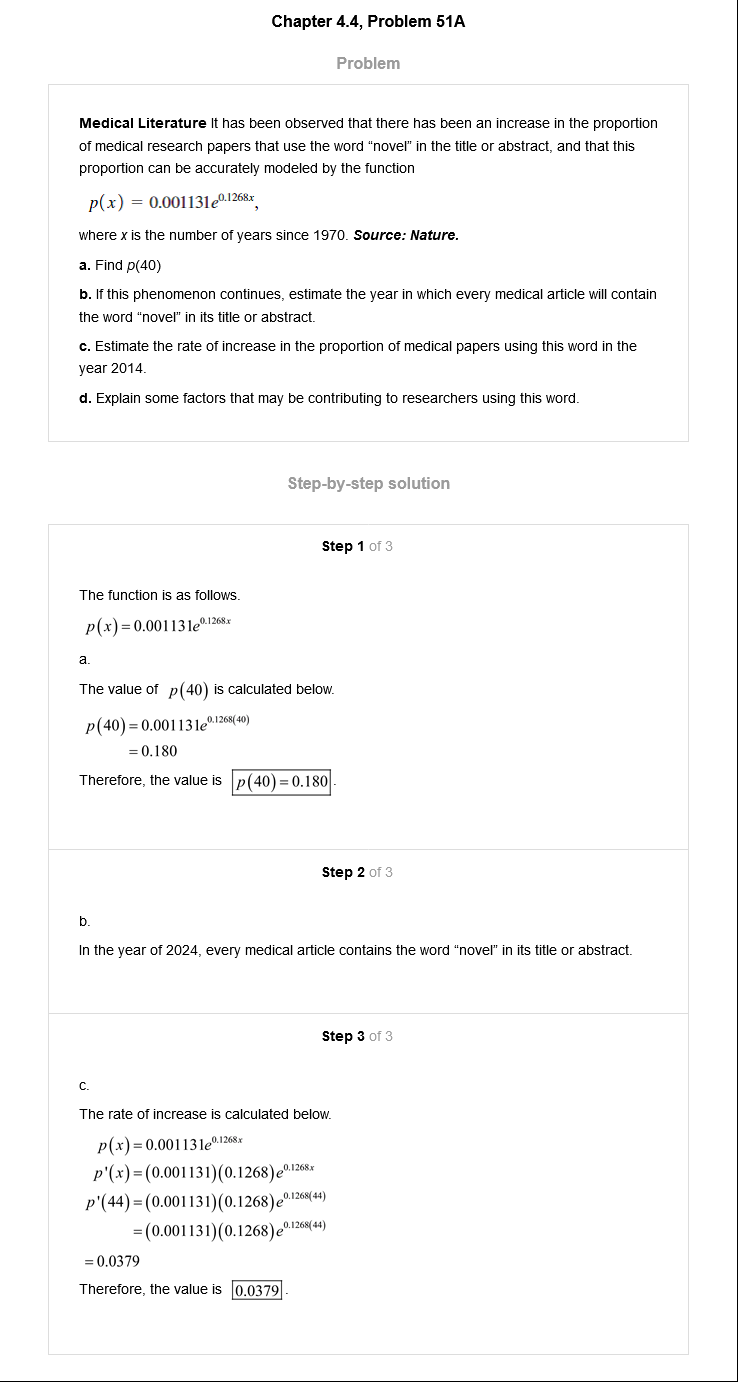 Chapter 4.4, Problem 51A
Problem
Medical Literature It has been observed that there has been an increase in the proportion
of medical research papers that use the word “novel” in the title or abstract, and that this
proportion can be accurately modeled by the function
p(x) = 0.001131e^{0.1268x},
where x is the number of years since 1970. Source: Nature.
a. Find p(40)
b. If this phenomenon continues, estimate the year in which every medical article will contain
the word “novel” in its title or abstract.
c. Estimate the rate of increase in the proportion of medical papers using this word in the
year 2014.
d. Explain some factors that may be contributing to researchers using this word.
Step-by-step solution
Step 1 of 3
The function is as follows.
p(x) = 0.001131e^{0.1268x}
a.
The value of p(40) is calculated below.
p(40) = 0.001131e^{0.1268(40)}
= 0.180
Therefore, the value is p(40) = 0.180.
Step 2 of 3
b.
In the year of 2024, every medical article contains the word “novel” in its title or abstract.
Step 3 of 3
c.
The rate of increase is calculated below.
p(x) = 0.001131e^{0.1268x}
p'(x) = (0.001131)(0.1268)e^{0.1268x}
p'(44) = (0.001131)(0.1268)e^{0.1268(44)}
= (0.001131)(0.1268)e^{0.1268(44)}
= 0.0379
Therefore, the value is 0.0379.